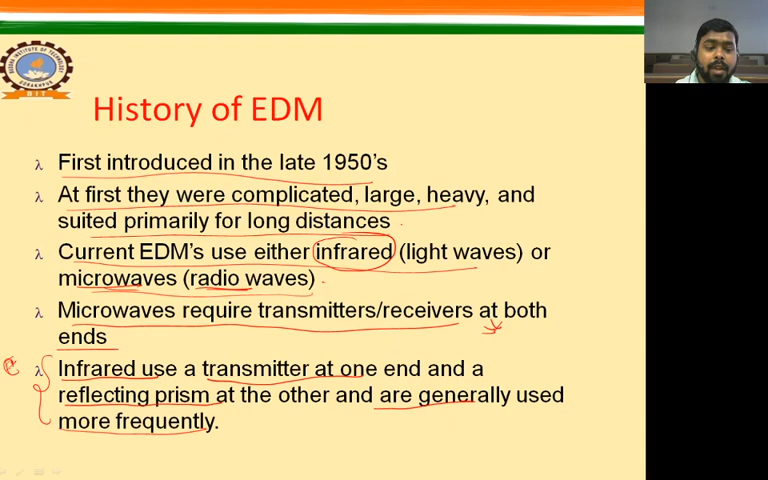 History of EDM
λ First introduced in the late 1950's
λ At first they were complicated, large, heavy, and
suited primarily for long distances
λ Current EDM's use either infrared (light waves) or
microwaves (radio waves)
λ Microwaves require transmitters/receivers at both
ends
λ Infrared use a transmitter at one end and a
reflecting prism at the other and are generally used
more frequently.